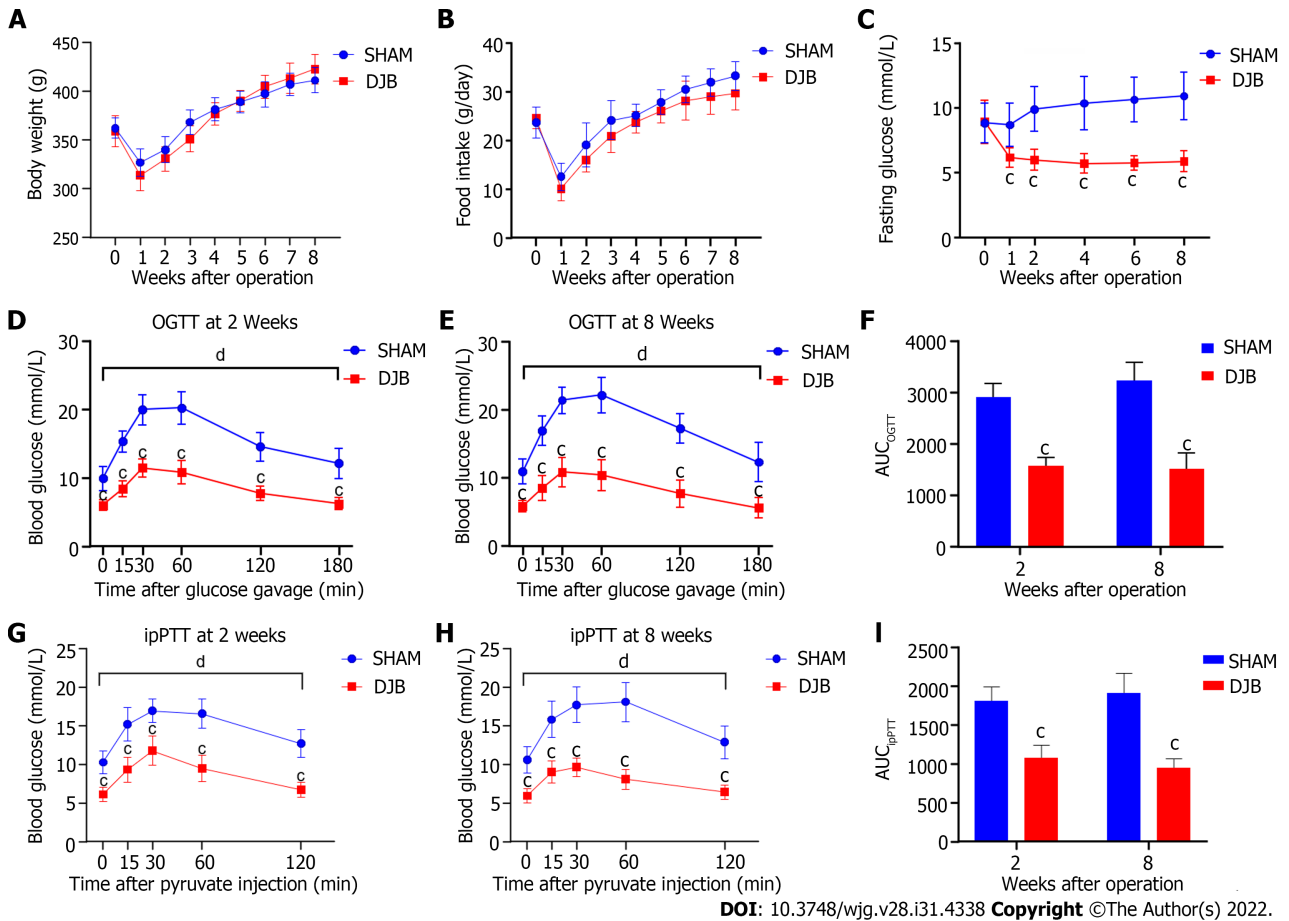 A
Body weight (g)
450
400
350
300
250
0 1 2 3 4 5 6 7 8
Weeks after operation
SHAM
DJB
B
Food intake (g/day)
40
30
20
10
0
0 1 2 3 4 5 6 7 8
Weeks after operation
SHAM
DJB
C
Fasting glucose (mmol/L)
15
10
5
0
c c c c c
0 1 2 4 6 8
Weeks after operation
SHAM
DJB
D
OGTT at 2 Weeks
Blood glucose (mmol/L)
30
20
10
0
d
c c c c c c
0 15 30 60 120 180
Time after glucose gavage (min)
SHAM
DJB
E
OGTT at 8 Weeks
Blood glucose (mmol/L)
30
20
10
0
d
c c c c c c
0 15 30 60 120 180
Time after glucose gavage (min)
SHAM
DJB
F
AUCOGTT
4000
3000
2000
1000
0
c c
2 8
Weeks after operation
SHAM
DJB
G
ipPTT at 2 weeks
Blood glucose (mmol/L)
25
20
15
10
5
0
d
c c c c c
0 15 30 60 120
Time after pyruvate injection (min)
SHAM
DJB
H
ipPTT at 8 weeks
Blood glucose (mmol/L)
25
20
15
10
5
0
d
c c c c c
0 15 30 60 120
Time after pyruvate injection (min)
SHAM
DJB
I
AUCipPTT
2500
2000
1500
1000
500
0
c c
2 8
Weeks after operation
SHAM
DJB
DOI: 10.3748/wjg.v28.i31.4338 Copyright ©The Author(s) 2022.